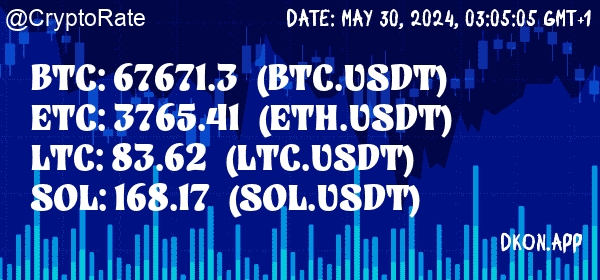 @CryptoRate
DATE: MAY 30, 2024, 03:05:05 GMT+1
BTC: 67671.3 (BTC.USDT)
ETC: 3765.41 (ETH.USDT)
LTC: 83.62 (LTC.USDT)
SOL: 168.17 (SOL.USDT)
DKON.APP